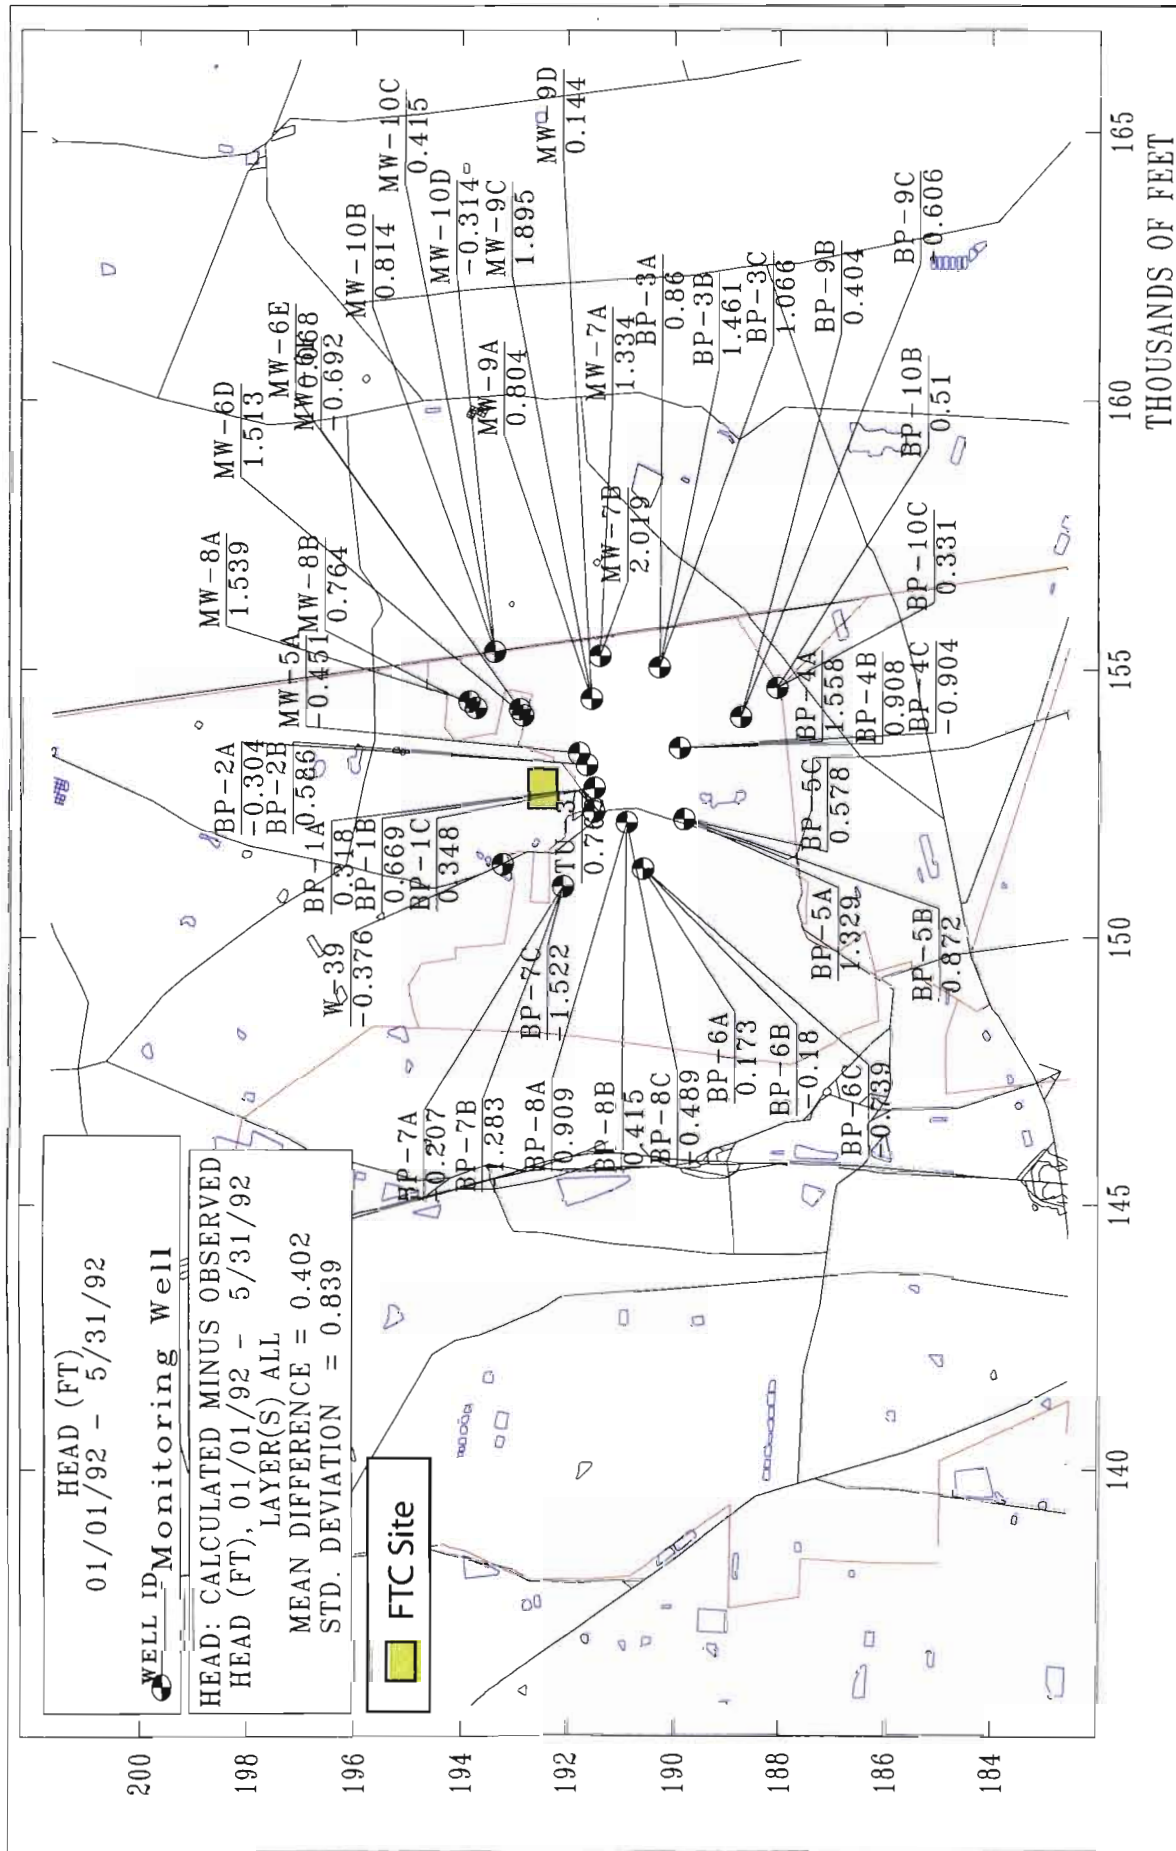 HEAD (FT)
01/01/92 - 5/31/92
WELL ID
Monitoring Well
HEAD: CALCULATED MINUS OBSERVED
HEAD (FT), 01/01/92 - 5/31/92
LAYER(S) ALL
MEAN DIFFERENCE = 0.402
STD. DEVIATION = 0.839
FTC Site
MW-10C
0.415
MW-10B
0.814
MW-10D
-0.314
MW-9C
1.895
MW-9D
0.144
MW-6E
MW-6D
1.513
-0.692
MW-9A
0.804
MW-7A
1.334
BP-3A
0.86
BP-3B
1.461
BP-3C
1.066
BP-9B
0.404
BP-9C
-0.606
MW-8A
1.539
MW-8B
0.764
MW-5A
-0.451
MW-7B
2.019
BP-10B
0.51
BP-10C
0.331
BP-2A
-0.304
BP-2B
0.586
BP-4A
1.558
BP-4B
0.908
BP-4C
-0.904
BP-1A
0.318
BP-1B
0.669
BP-1C
0.348
BP-5C
0.578
W-39
-0.376
BP-7C
-1.522
BP-5A
1.329
BP-5B
0.872
BP-7A
-0.207
BP-7B
1.283
BP-8A
0.909
BP-8B
0.415
BP-8C
-0.489
BP-6A
0.173
BP-6B
-0.18
BP-6C
-0.739
200
198
196
194
192
190
188
186
184
140
145
150
155
160
165
THOUSANDS OF FEET